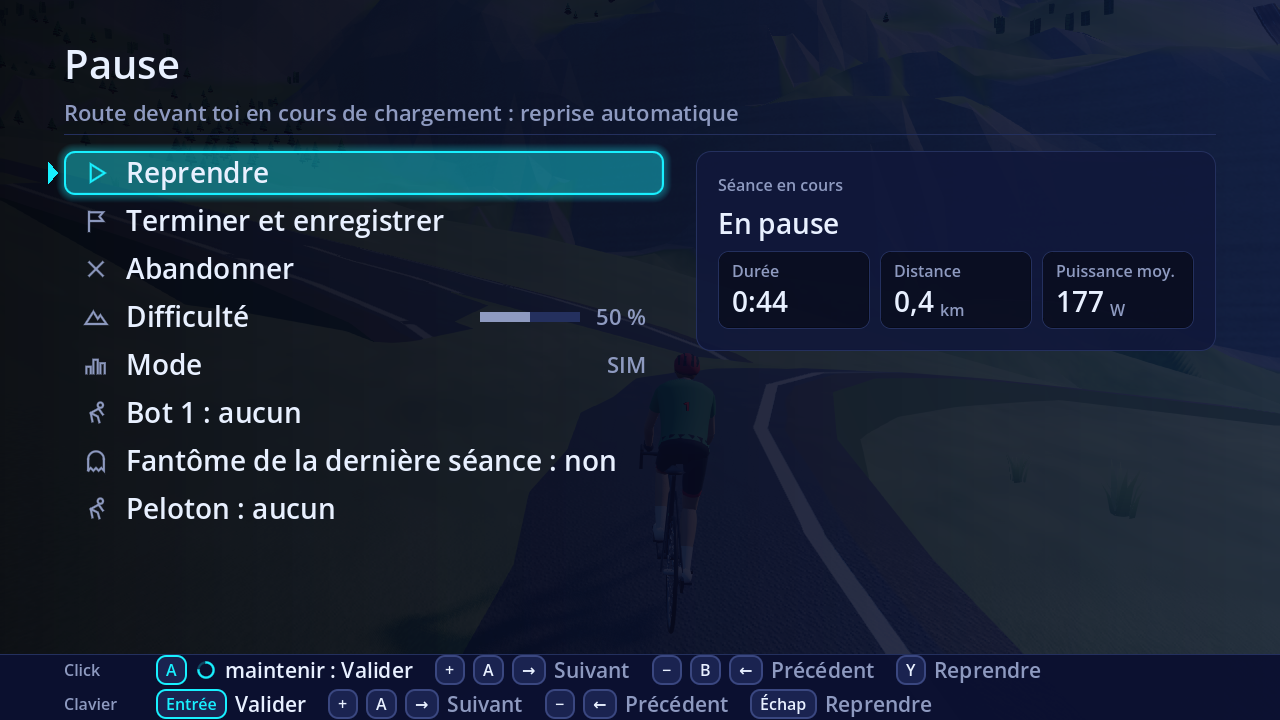 Pause
Route devant toi en cours de chargement : reprise automatique
Reprendre
Terminer et enregistrer
Abandonner
Difficulté 50 %
Mode SIM
Bot 1 : aucun
Fantôme de la dernière séance : non
Peloton : aucun
Séance en cours
En pause
Durée
0:44
Distance
0,4 km
Puissance moy.
177 W
Click A maintenir : Valider + A → Suivant − B ← Précédent Y Reprendre
Clavier Entrée Valider + A → Suivant − ← Précédent Échap Reprendre